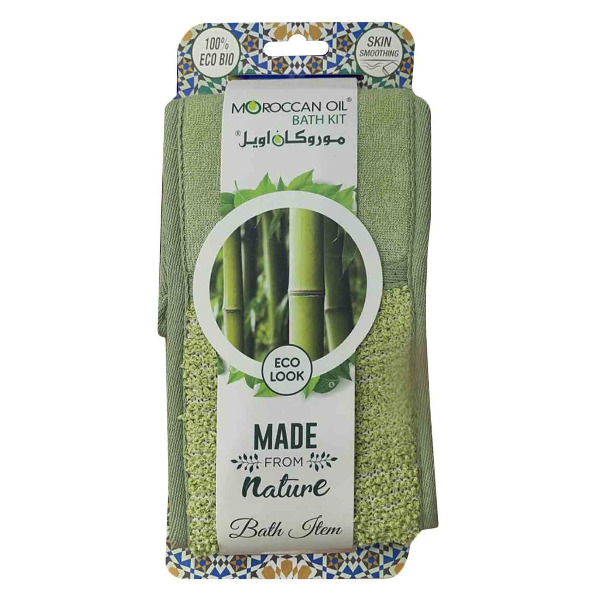 100%
ECO BIO
SKIN
SMOOTHING
MOROCCAN OIL®
BATH KIT
موروكان اويل®
ECO
LOOK
MADE
FROM
Nature
Bath Item